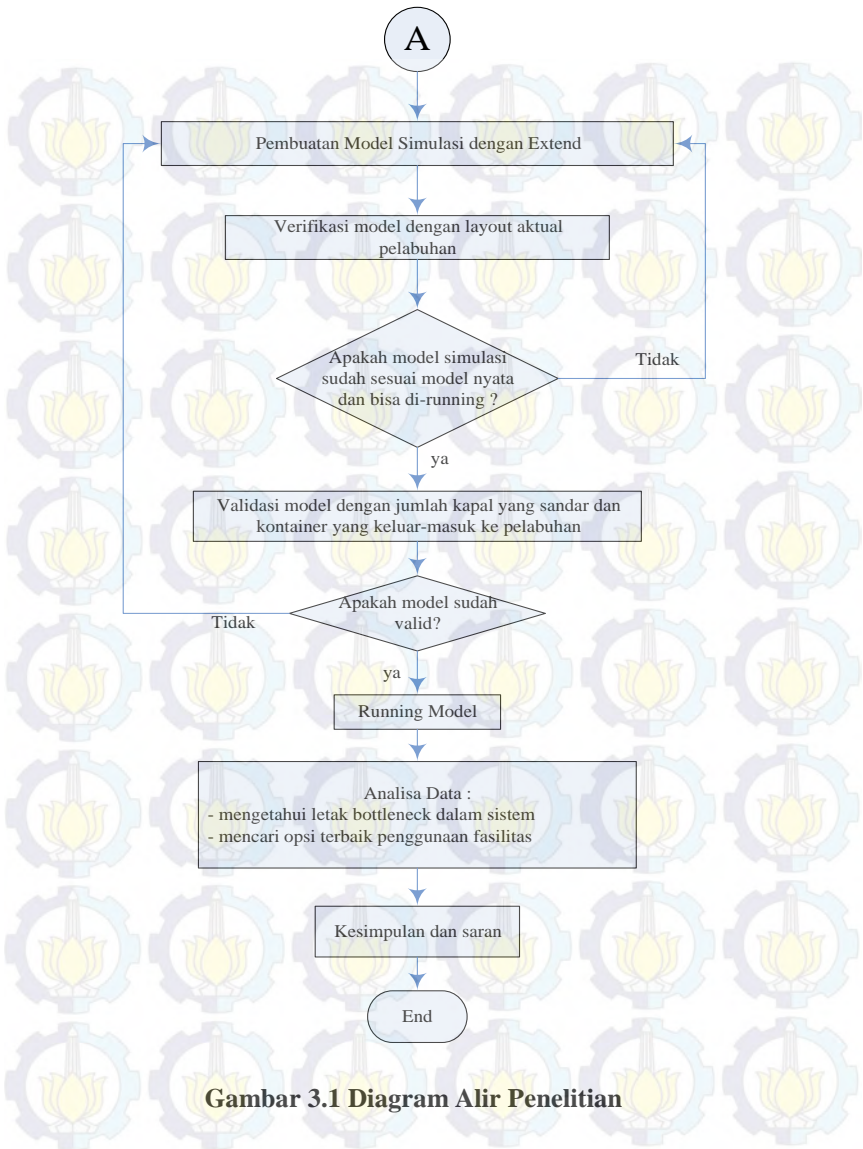 A
Pembuatan Model Simulasi dengan Extend
Verifikasi model dengan layout aktual
pelabuhan
Apakah model simulasi
sudah sesuai model nyata
dan bisa di-running ?
Tidak
ya
Validasi model dengan jumlah kapal yang sandar dan
kontainer yang keluar-masuk ke pelabuhan
Apakah model sudah
valid?
Tidak
ya
Running Model
Analisa Data :
- mengetahui letak bottleneck dalam sistem
- mencari opsi terbaik penggunaan fasilitas
Kesimpulan dan saran
End
Gambar 3.1 Diagram Alir Penelitian